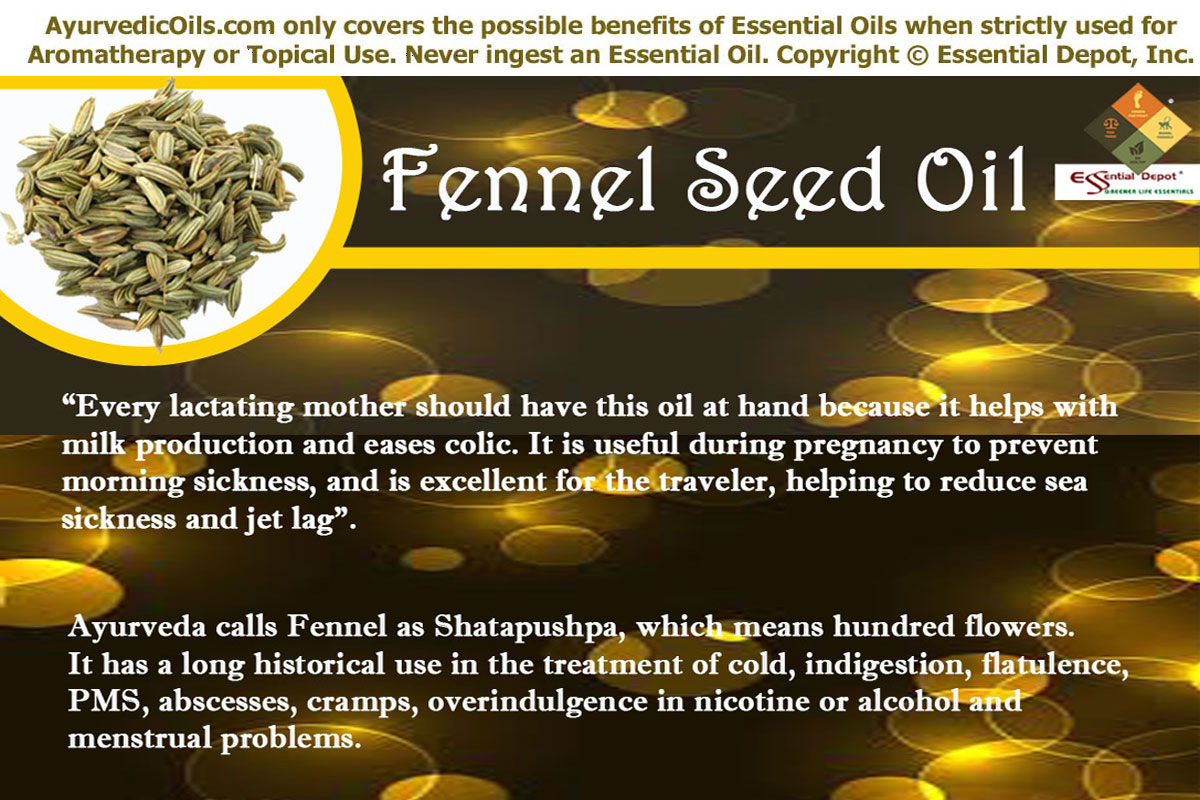 AyurvedicOils.com only covers the possible benefits of Essential Oils when strictly used for
Aromatherapy or Topical Use. Never ingest an Essential Oil. Copyright © Essential Depot, Inc.
Fennel Seed Oil
ESSential Depot®
GREENER LIFE ESSENTIALS
“Every lactating mother should have this oil at hand because it helps with
milk production and eases colic. It is useful during pregnancy to prevent
morning sickness, and is excellent for the traveler, helping to reduce sea
sickness and jet lag”.
Ayurveda calls Fennel as Shatapushpa, which means hundred flowers.
It has a long historical use in the treatment of cold, indigestion, flatulence,
PMS, abscesses, cramps, overindulgence in nicotine or alcohol and
menstrual problems.